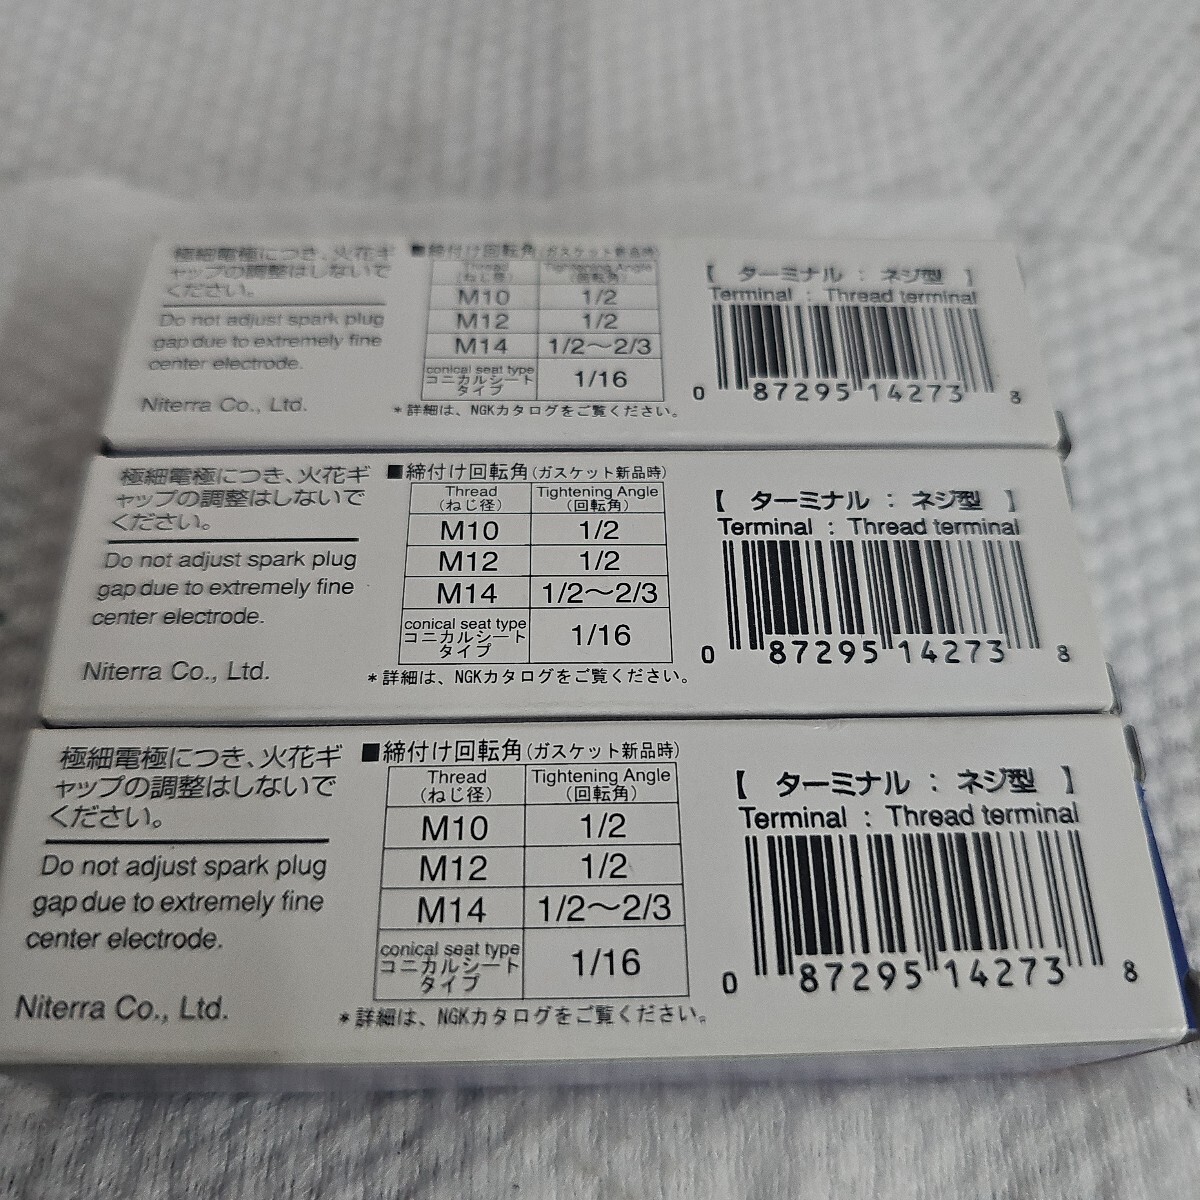 極細電極につき、火花ギ
ャップの調整はしないで
ください。
Do not adjust spark plug
gap due to extremely fine
center electrode.
Niterra Co., Ltd.
■締付け回転角(ガスケット新品時)
Thread Tightening Angle
(ねじ径) (回転角)
M10 1/2
M12 1/2
M14 1/2～2/3
conical seat type
コニカルシート
タイプ 1/16
*詳細は、NGKカタログをご覧ください。
【 ターミナル : ネジ型 】
Terminal : Thread terminal
0 87295 14273 8
極細電極につき、火花ギ
ャップの調整はしないで
ください。
Do not adjust spark plug
gap due to extremely fine
center electrode.
Niterra Co., Ltd.
■締付け回転角(ガスケット新品時)
Thread Tightening Angle
(ねじ径) (回転角)
M10 1/2
M12 1/2
M14 1/2～2/3
conical seat type
コニカルシート
タイプ 1/16
*詳細は、NGKカタログをご覧ください。
【 ターミナル : ネジ型 】
Terminal : Thread terminal
0 87295 14273 8
極細電極につき、火花ギ
ャップの調整はしないで
ください。
Do not adjust spark plug
gap due to extremely fine
center electrode.
Niterra Co., Ltd.
■締付け回転角(ガスケット新品時)
Thread Tightening Angle
(ねじ径) (回転角)
M10 1/2
M12 1/2
M14 1/2～2/3
conical seat type
コニカルシート
タイプ 1/16
*詳細は、NGKカタログをご覧ください。
【 ターミナル : ネジ型 】
Terminal : Thread terminal
0 87295 14273 8